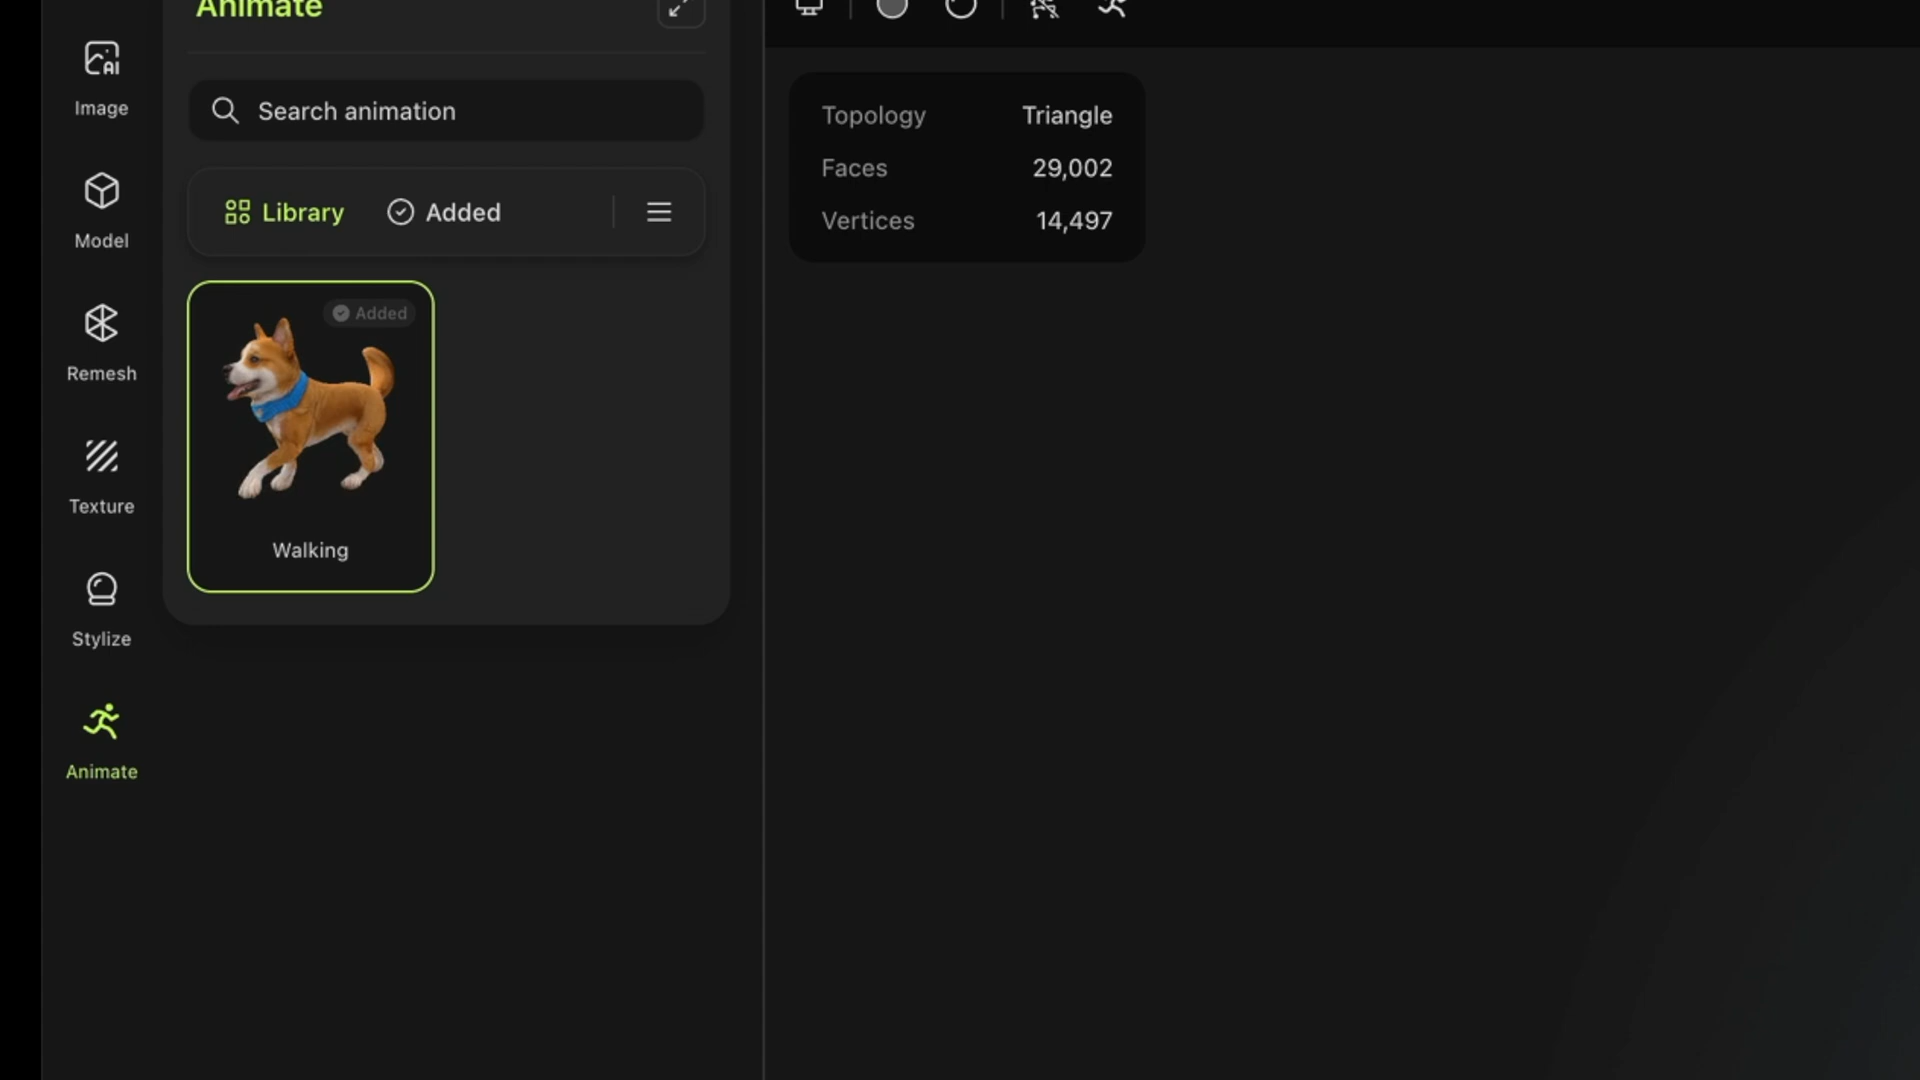 Animate
Image
Search animation
Topology Triangle
Faces 29,002
Vertices 14,497
Library Added
Model
Added
Remesh
Texture
Walking
Stylize
Animate